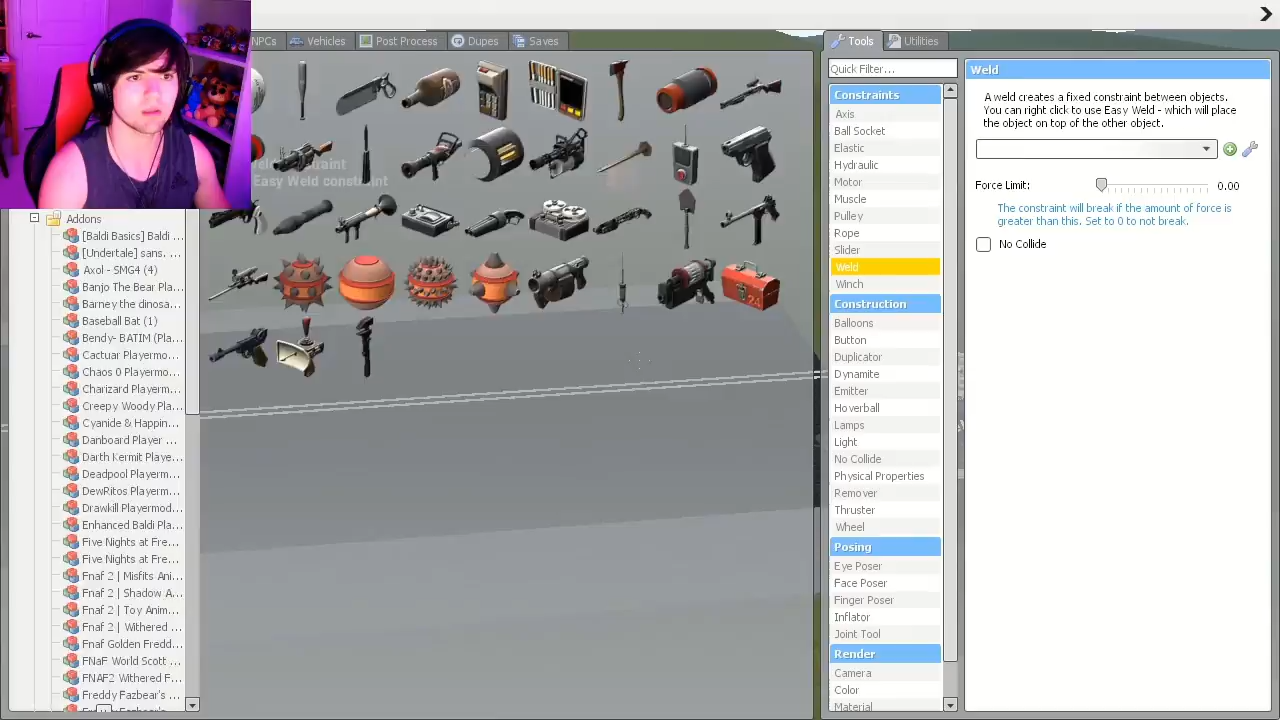 NPCs
Vehicles
Post Process
Dupes
Saves
Tools
Utilities
Quick Filter...
Constraints
Axis
Ball Socket
Elastic
Hydraulic
Motor
Muscle
Pulley
Rope
Slider
Weld
Winch
Construction
Balloons
Button
Duplicator
Dynamite
Emitter
Hoverball
Lamps
Light
No Collide
Physical Properties
Remover
Thruster
Wheel
Posing
Eye Poser
Face Poser
Finger Poser
Inflator
Joint Tool
Render
Camera
Color
Material
Weld
A weld creates a fixed constraint between objects.
You can right click to use Easy Weld - which will place
the object on top of the other object.
Force Limit:
0.00
The constraint will break if the amount of force is
greater than this. Set to 0 to not break.
No Collide
constraint
Easy Weld constraint
Addons
[Baldi Basics] Baldi ...
[Undertale] sans. ...
Axol - SMG4 (4)
Banjo The Bear Pla...
Barney the dinosa...
Baseball Bat (1)
Bendy- BATIM (Pla...
Cactuar Playermo...
Chaos 0 Playermo...
Charizard Playerm...
Creepy Woody Pla...
Cyanide & Happin...
Danboard Player ...
Darth Kermit Playe...
Deadpool Playerm...
DewRitos Playerm...
Drawkill Playermod...
Enhanced Baldi Pla...
Five Nights at Fre...
Five Nights at Fre...
Fnaf 2 | Misfits Ani...
Fnaf 2 | Shadow A...
Fnaf 2 | Toy Anim...
Fnaf 2 | Withered ...
Fnaf Golden Fredd...
FNaF World Scott ...
FNAF2 Withered F...
Freddy Fazbear's ...
Fazbear's